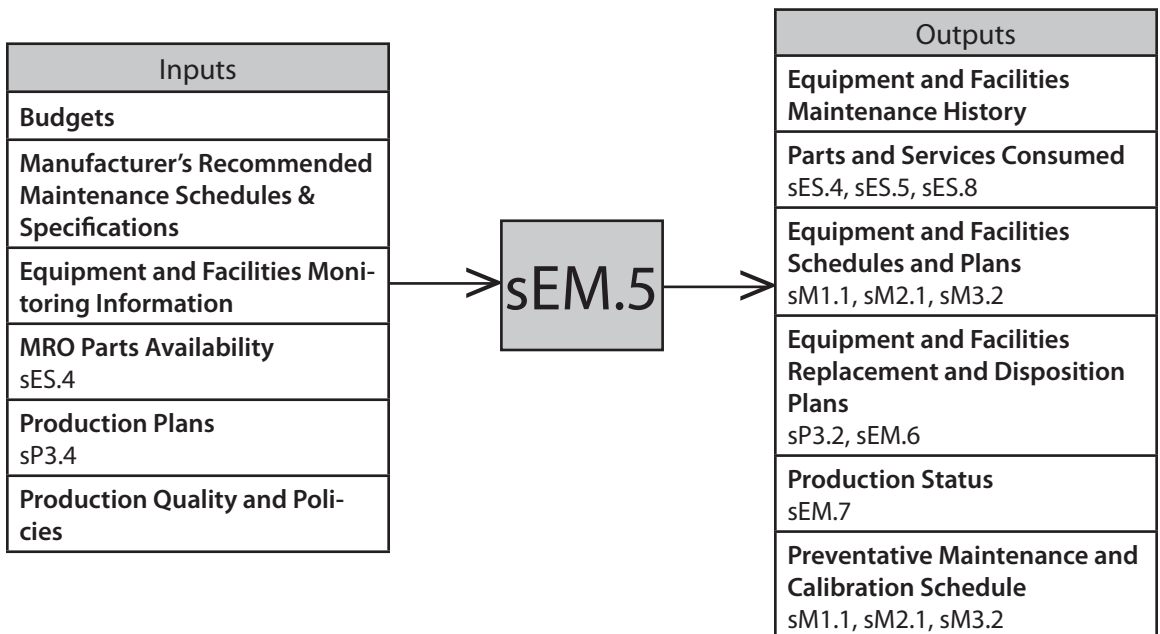 Inputs
Budgets
Manufacturer's Recommended
Maintenance Schedules &
Specifications
Equipment and Facilities Moni-
toring Information
MRO Parts Availability
sES.4
Production Plans
sP3.4
Production Quality and Poli-
cies
sEM.5
Outputs
Equipment and Facilities
Maintenance History
Parts and Services Consumed
sES.4, sES.5, sES.8
Equipment and Facilities
Schedules and Plans
sM1.1, sM2.1, sM3.2
Equipment and Facilities
Replacement and Disposition
Plans
sP3.2, sEM.6
Production Status
sEM.7
Preventative Maintenance and
Calibration Schedule
sM1.1, sM2.1, sM3.2